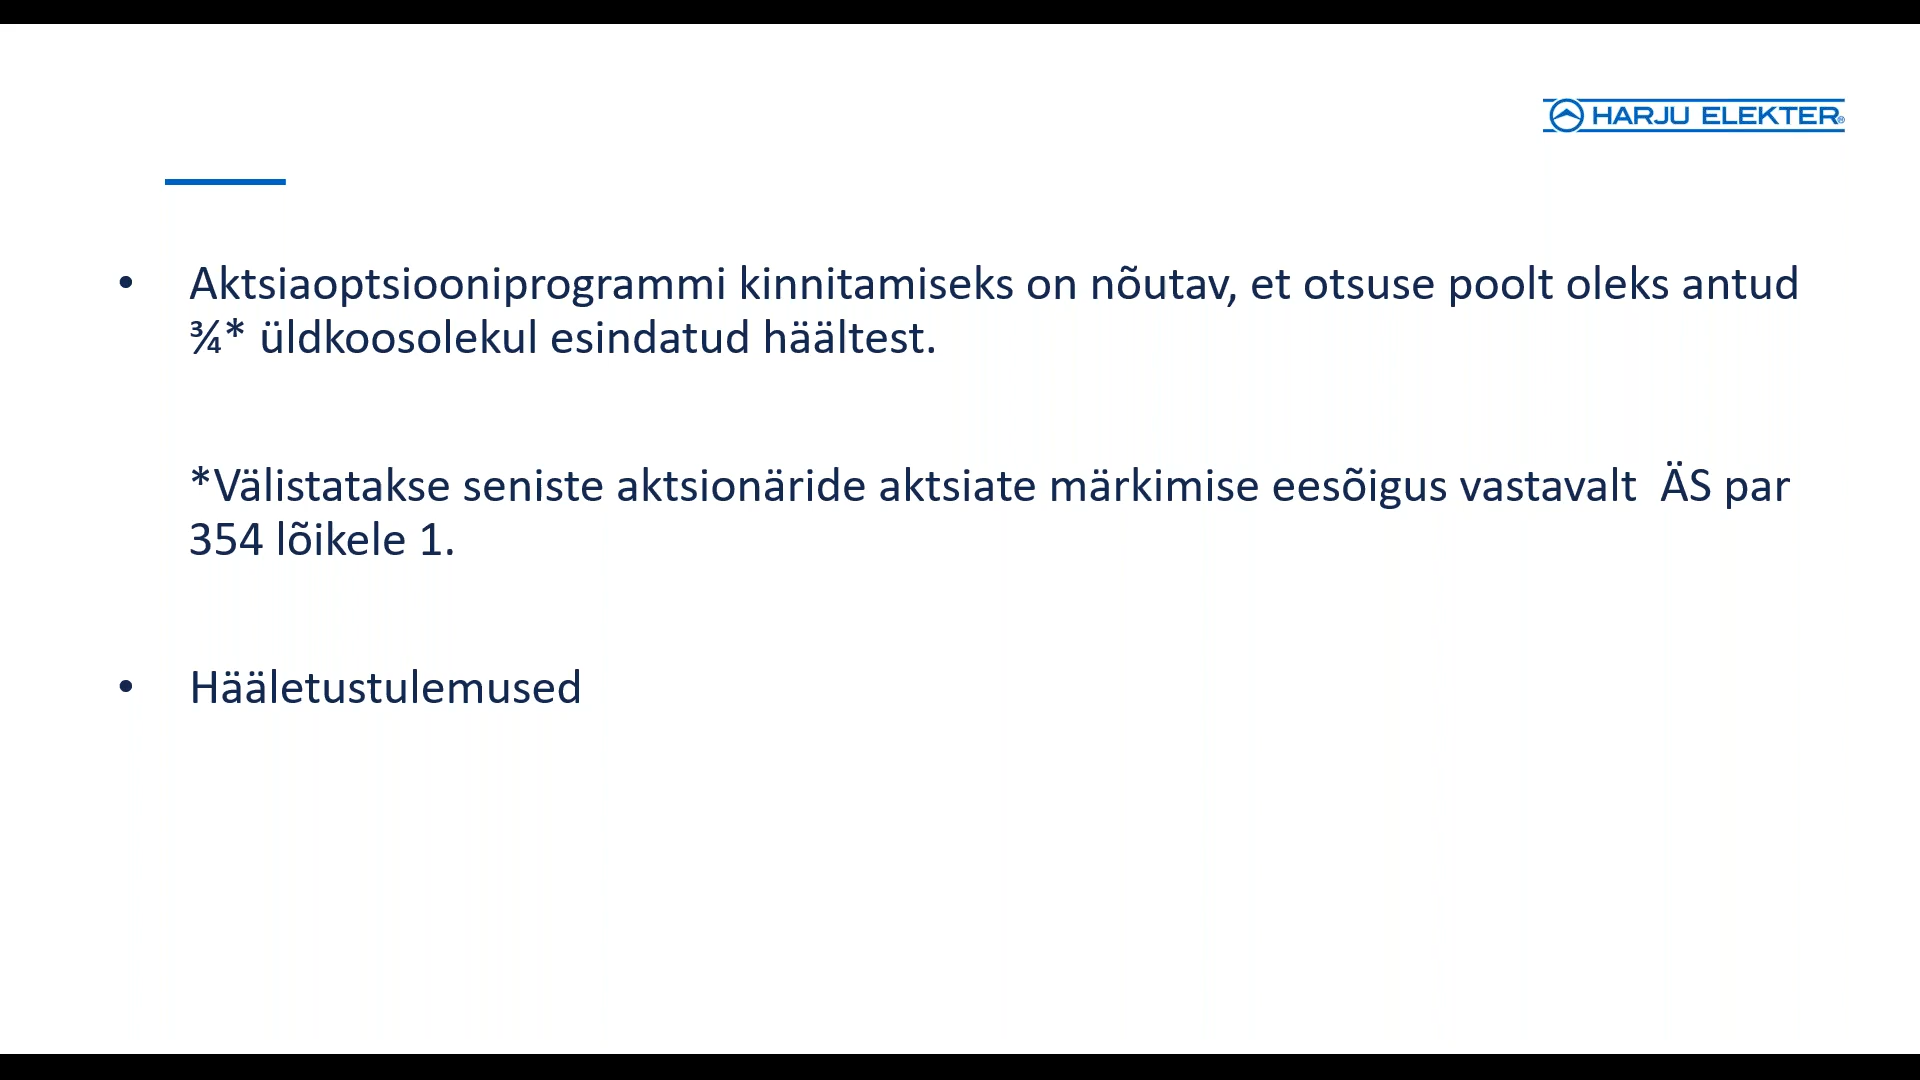 HARJU ELEKTER®
• Aktsiaoptsiooniprogrammi kinnitamiseks on nõutav, et otsuse poolt oleks antud
¾* üldkoosolekul esindatud häältest.
*Välistatakse seniste aktsionäride aktsiate märkimise eesõigus vastavalt  ÄS par
354 lõikele 1.
• Hääletustulemused